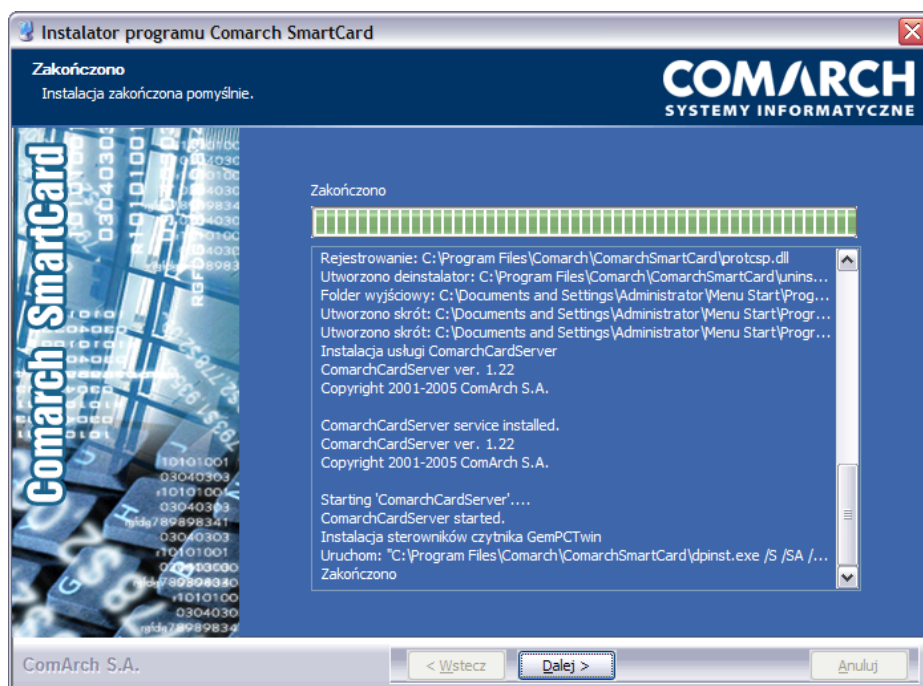 Instalator programu Comarch SmartCard
Zakończono
Instalacja zakończona pomyślnie.
COMARCH
SYSTEMY INFORMATYCZNE
Comarch SmartCard
Zakończono
Rejestrowanie: C:\Program Files\Comarch\ComarchSmartCard\protcsp.dll
Utworzono deinstalator: C:\Program Files\Comarch\ComarchSmartCard\unins...
Folder wyjściowy: C:\Documents and Settings\Administrator\Menu Start\Prog...
Utworzono skrót: C:\Documents and Settings\Administrator\Menu Start\Progr...
Utworzono skrót: C:\Documents and Settings\Administrator\Menu Start\Progr...
Instalacja usługi ComarchCardServer
ComarchCardServer ver. 1.22
Copyright 2001-2005 ComArch S.A.
ComarchCardServer service installed.
ComarchCardServer ver. 1.22
Copyright 2001-2005 ComArch S.A.
Starting 'ComarchCardServer'....
ComarchCardServer started.
Instalacja sterowników czytnika GemPCTwin
Uruchom: "C:\Program Files\Comarch\ComarchSmartCard\dpinst.exe /S /SA /...
Zakończono
10101001
03040303
03040303
03040303
0304030
ComArch S.A.
< Wstecz
Dalej >
Anuluj